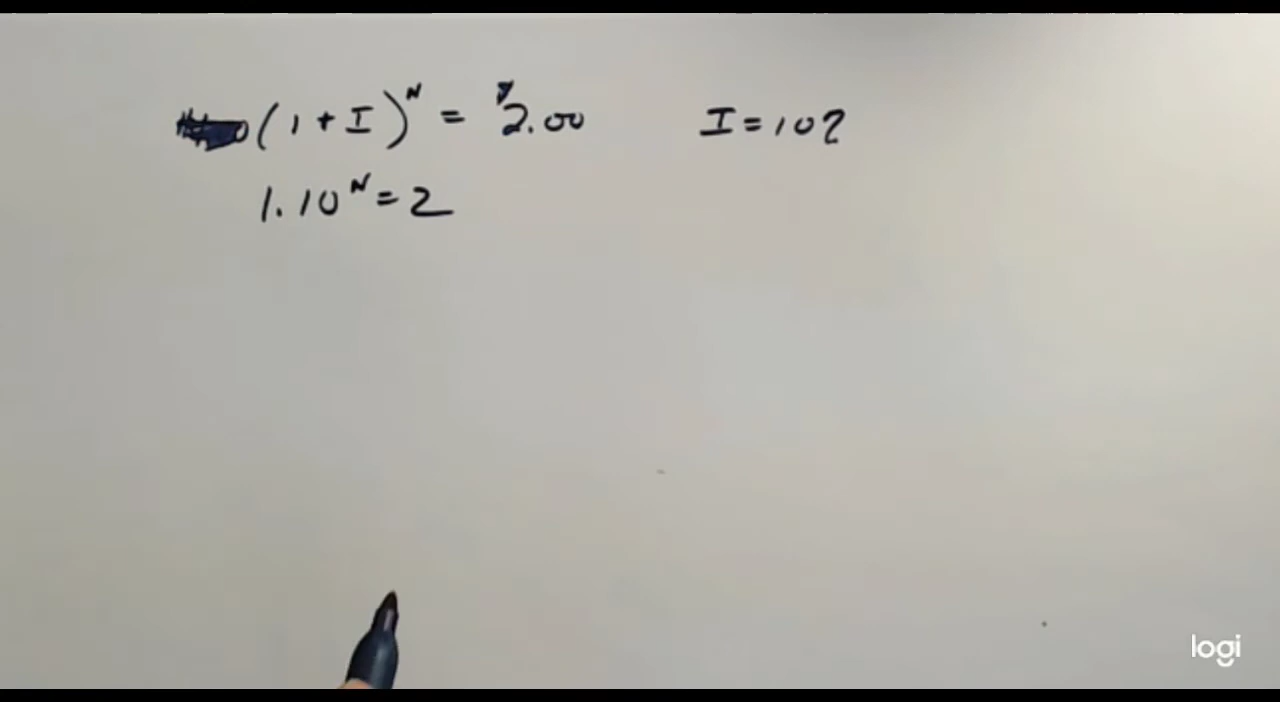 (1 + I)^N = $2.00 I = 10%
1.10^N = 2
logi